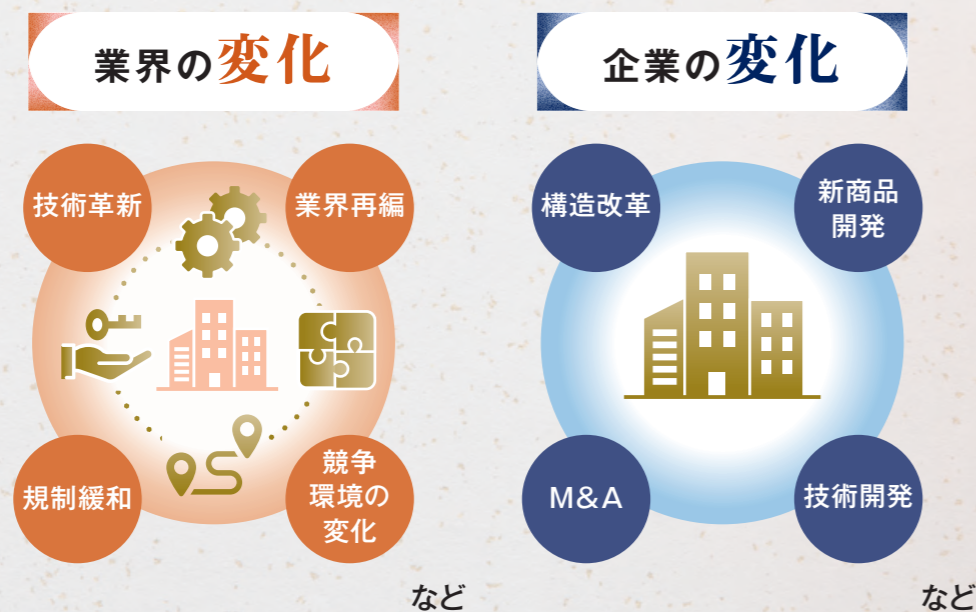 業界の変化
技術革新
業界再編
規制緩和
競争
環境の
変化
など
企業の変化
構造改革
新商品
開発
M&A
技術開発
など